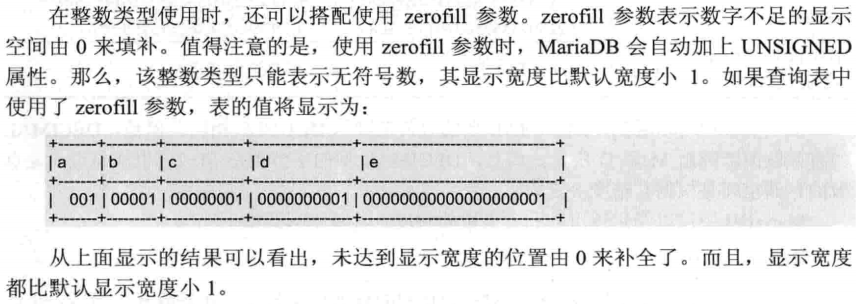 在整数类型使用时，还可以搭配使用 zerofill 参数。zerofill 参数表示数字不足的显示
空间由 0 来填补。值得注意的是，使用 zerofill 参数时，MariaDB 会自动加上 UNSIGNED
属性。那么，该整数类型只能表示无符号数，其显示宽度比默认宽度小 1。如果查询表中
使用了 zerofill 参数，表的值将显示为：
+------+-------+----------+------------+----------------------+
|a |b |c |d |e |
+------+-------+----------+------------+----------------------+
| 001 | 00001 | 00000001 | 0000000001 | 00000000000000000001 |
+------+-------+----------+------------+----------------------+
从上面显示的结果可以看出，未达到显示宽度的位置由 0 来补全了。而且，显示宽度
都比默认显示宽度小 1。